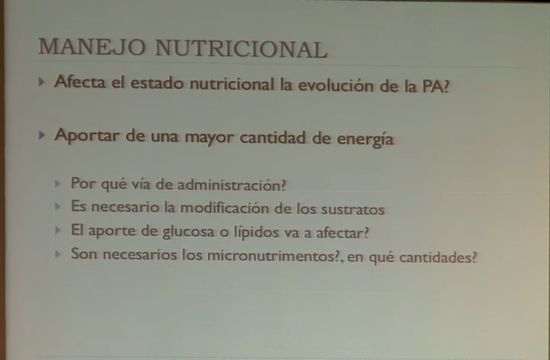 MANEJO NUTRICIONAL
Afecta el estado nutricional la evolución de la PA?
Aportar de una mayor cantidad de energía
Por qué vía de administración?
Es necesario la modificación de los sustratos
El aporte de glucosa o lípidos va a afectar?
Son necesarios los micronutrimentos?, en qué cantidades?